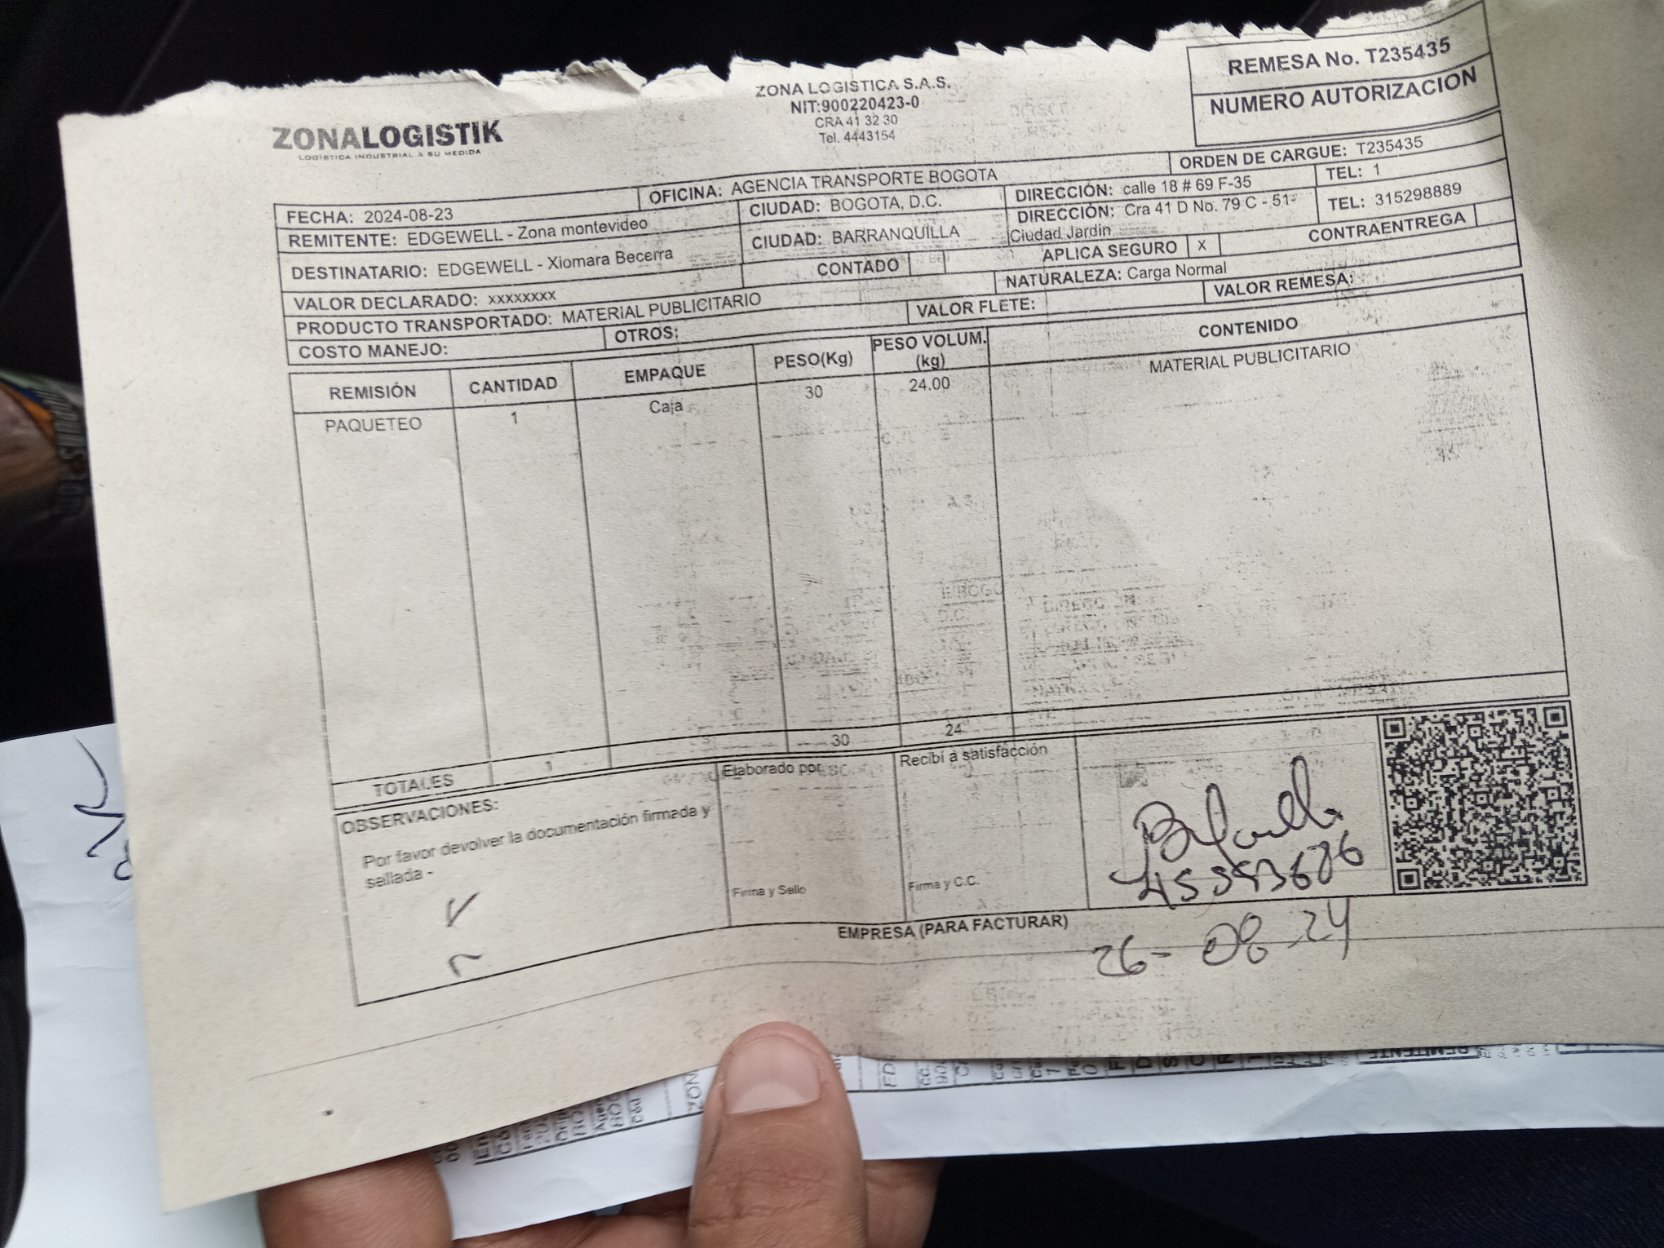 REMESA No. T235435
NUMERO AUTORIZACION
ZONA LOGISTICA S.A.S.
NIT:900220423-0
CRA 41 32 30
Tel. 4443154
ZONALOGISTIK
LOGÍSTICA INDUSTRIAL A SU MEDIDA
ORDEN DE CARGUE: T235435
FECHA: 2024-08-23
OFICINA: AGENCIA TRANSPORTE BOGOTA
REMITENTE: EDGEWELL - Zona montevideo
CIUDAD: BOGOTA, D.C.
DIRECCIÓN: calle 18 # 69 F-35
TEL: 1
DESTINATARIO: EDGEWELL - Xiomara Becerra
CIUDAD: BARRANQUILLA
DIRECCIÓN: Cra 41 D No. 79 C - 51-
Ciudad Jardin
TEL: 315298889
VALOR DECLARADO: xxxxxxxx
CONTADO
APLICA SEGURO X
CONTRAENTREGA
PRODUCTO TRANSPORTADO: MATERIAL PUBLICITARIO
NATURALEZA: Carga Normal
COSTO MANEJO:
OTROS:
VALOR FLETE:
VALOR REMESA:
REMISIÓN CANTIDAD EMPAQUE PESO(Kg) PESO VOLUM.
(kg) CONTENIDO
PAQUETEO 1 Caja 30 24.00 MATERIAL PUBLICITARIO
TOTALES 1 30 24
OBSERVACIONES:
Por favor devolver la documentación firmada y
sellada -
Elaborado por
Firma y Sello
Recibí a satisfacción
Firma y C.C.
EMPRESA (PARA FACTURAR)
26-08-24